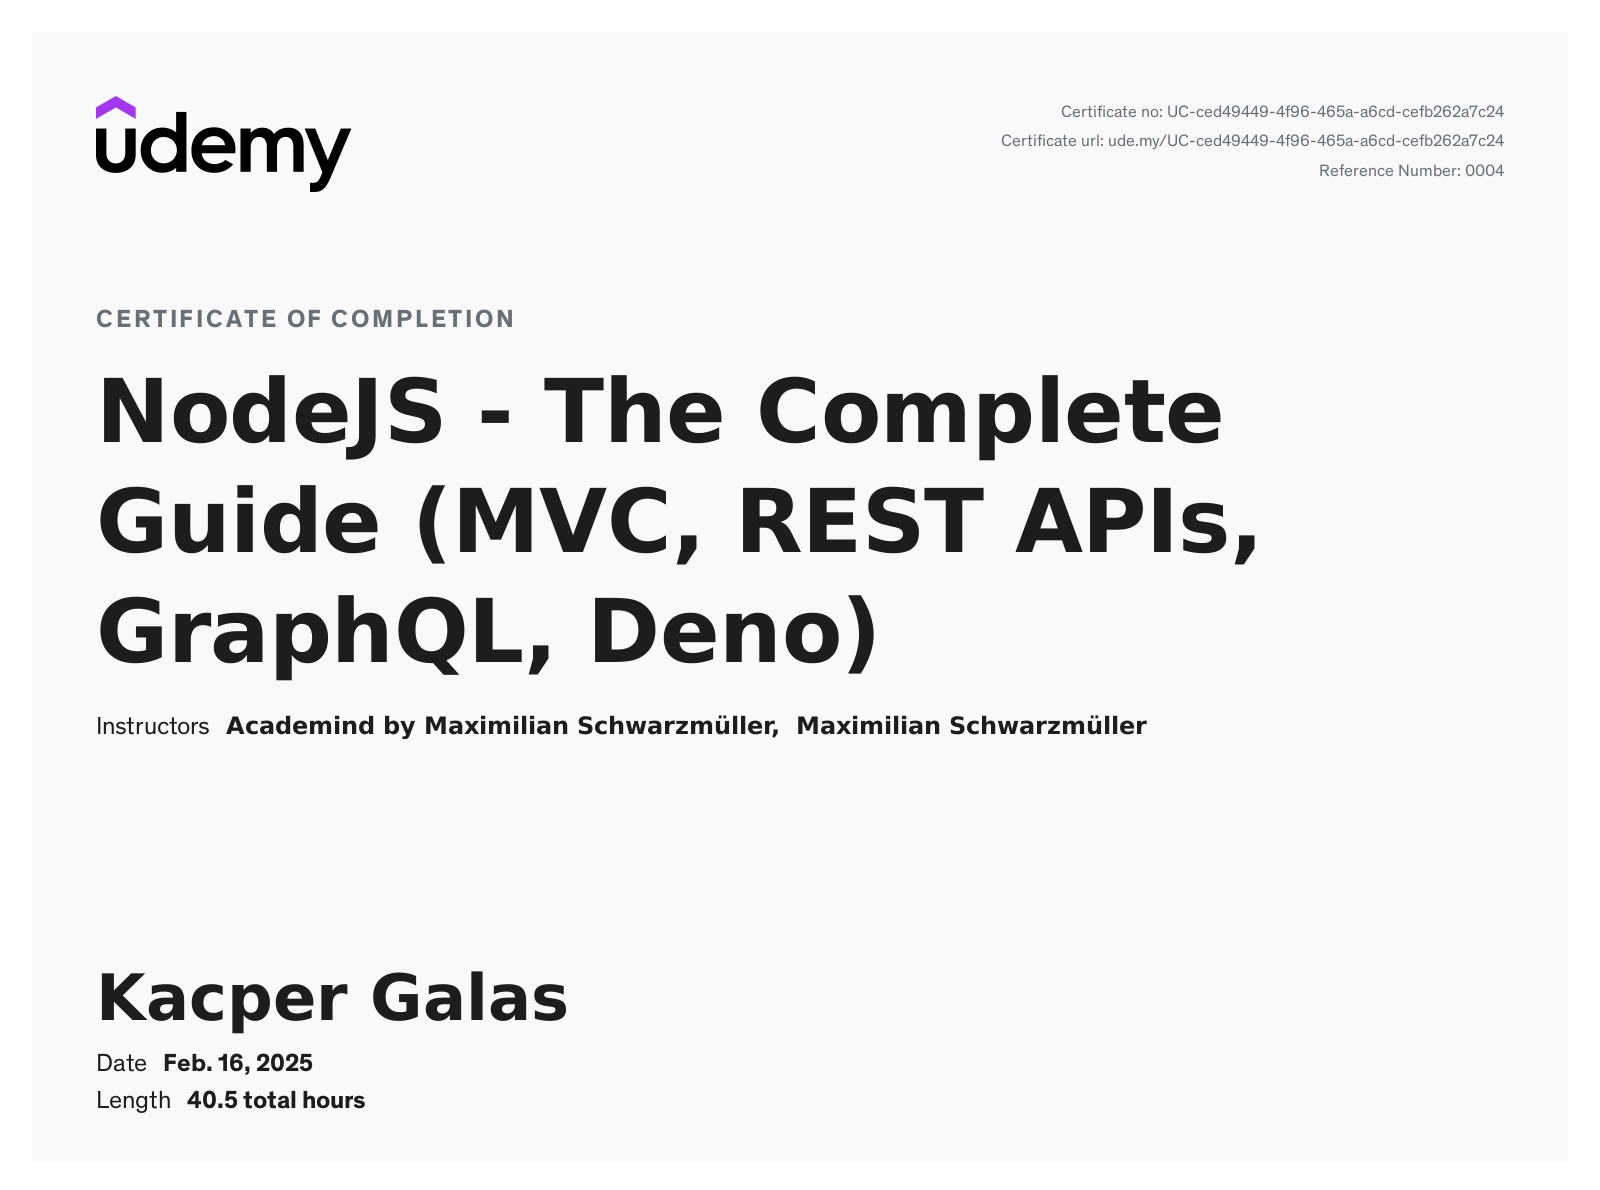 udemy
Certificate no: UC-ced49449-4f96-465a-a6cd-cefb262a7c24
Certificate url: ude.my/UC-ced49449-4f96-465a-a6cd-cefb262a7c24
Reference Number: 0004
CERTIFICATE OF COMPLETION
NodeJS - The Complete
Guide (MVC, REST APIs,
GraphQL, Deno)
Instructors Academind by Maximilian Schwarzmüller, Maximilian Schwarzmüller
Kacper Galas
Date Feb. 16, 2025
Length 40.5 total hours